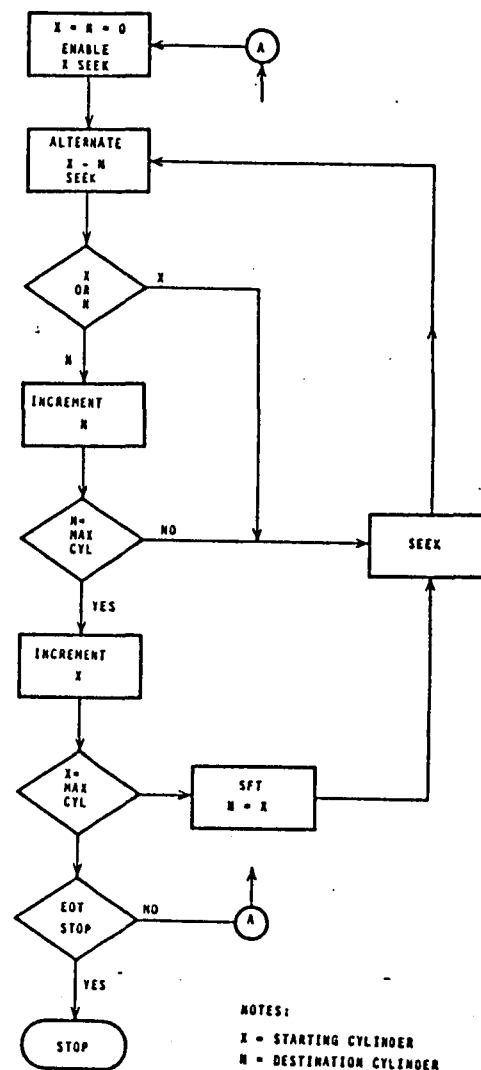 X = N = 0
ENABLE
X SEEK
A
ALTERNATE
X - N
SEEK
X
OR
N
X
N
INCREMENT
N
N=
MAX
CYL
NO
SEEK
YES
INCREMENT
X
X=
MAX
CYL
SET
N = X
EOT
STOP
NO
A
YES
STOP
NOTES:
X = STARTING CYLINDER
N = DESTINATION CYLINDER